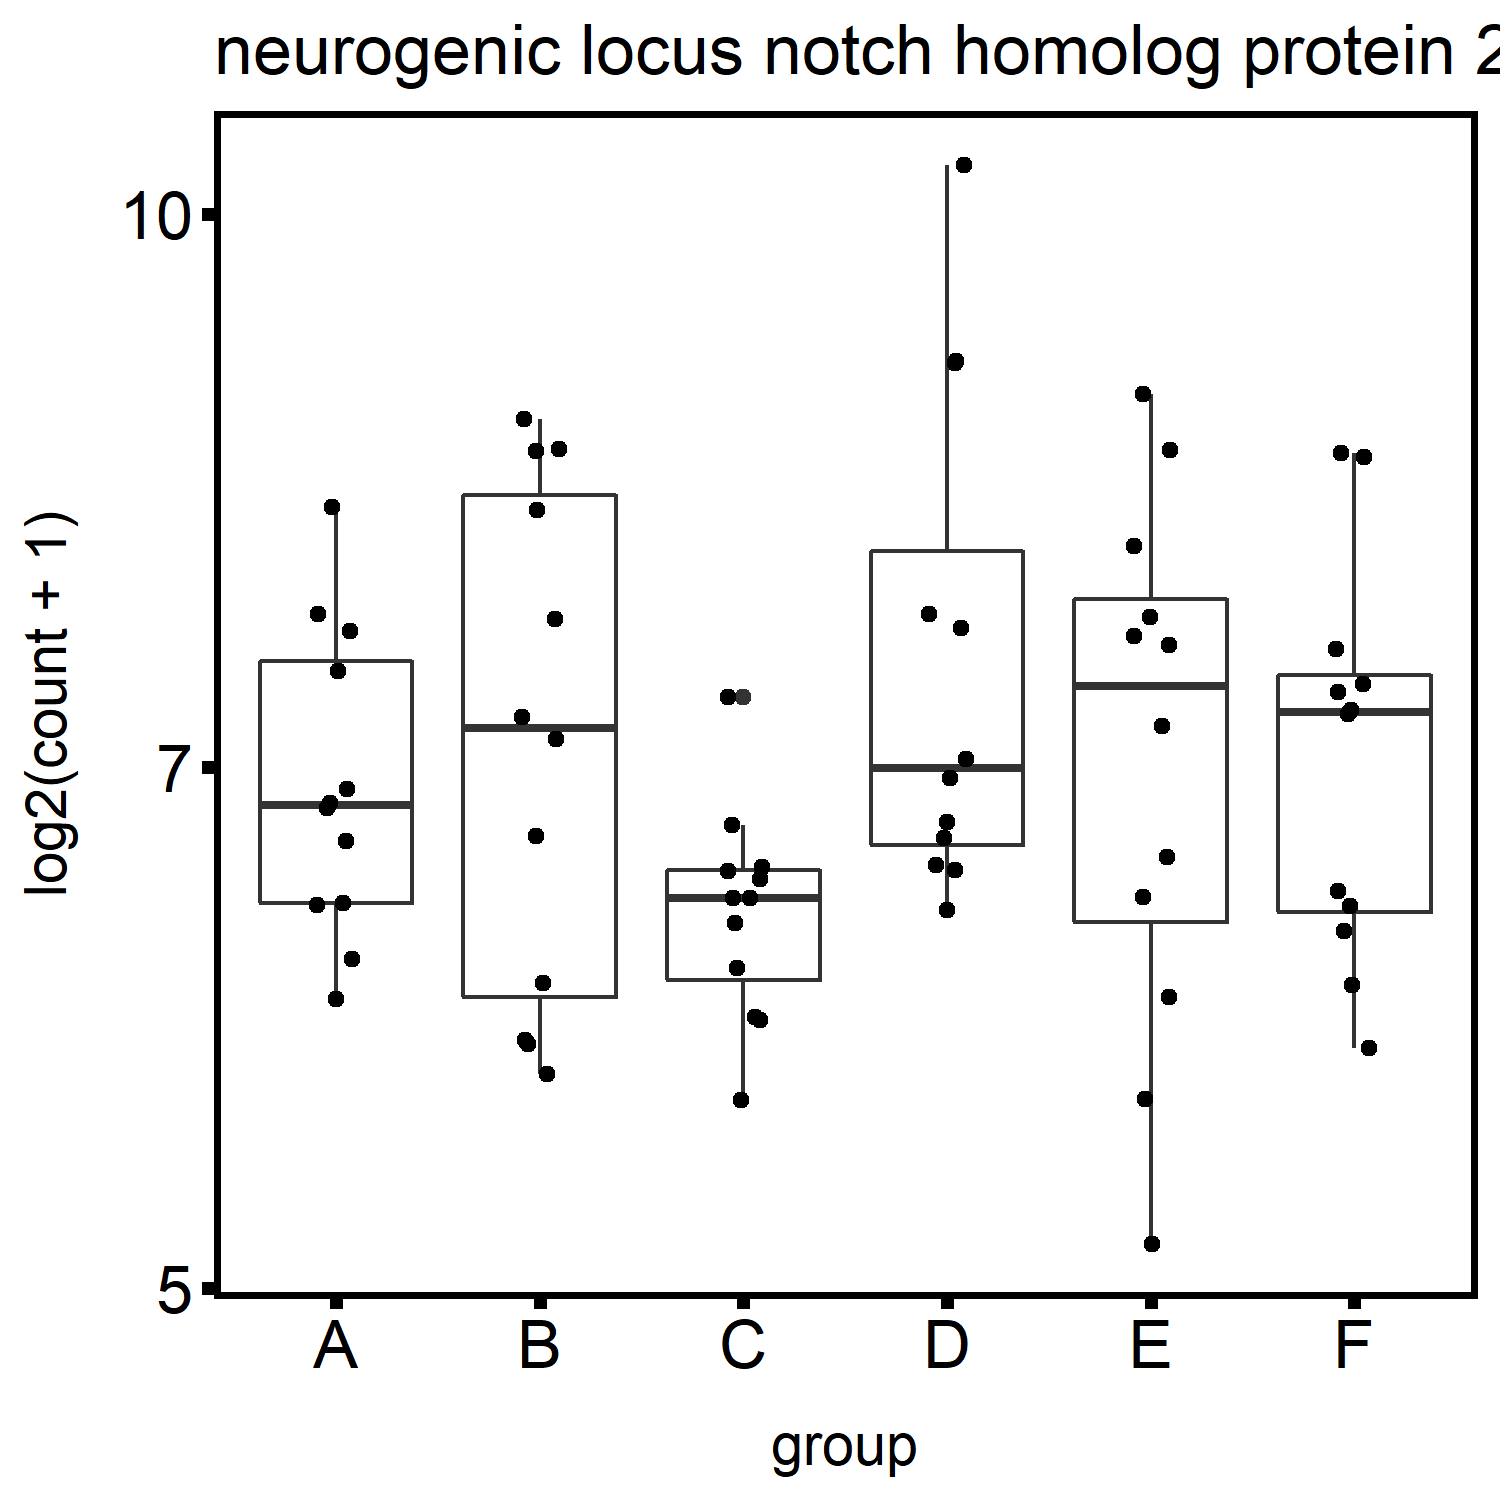 neurogenic locus notch homolog protein 2
10
7
5
log2(count + 1)
A B C D E F
group